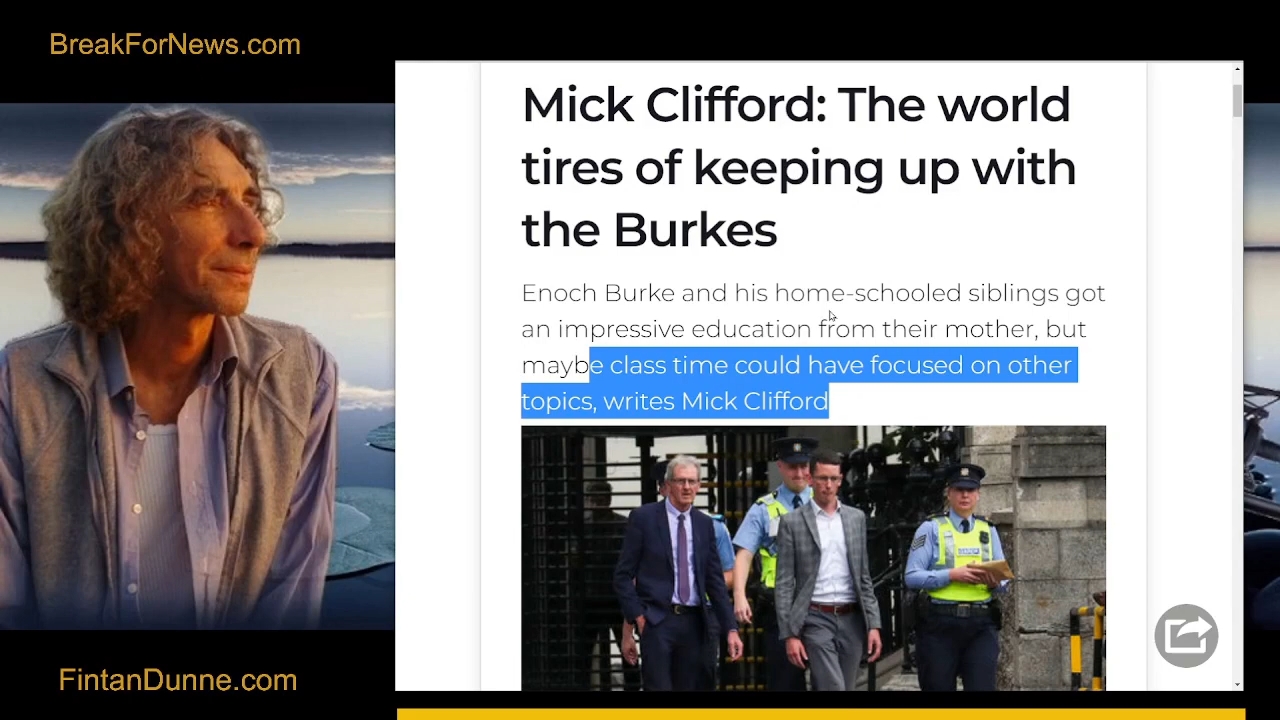 BreakForNews.com
Mick Clifford: The world
tires of keeping up with
the Burkes
Enoch Burke and his home-schooled siblings got
an impressive education from their mother, but
maybe class time could have focused on other
topics, writes Mick Clifford
GARDA
FintanDunne.com